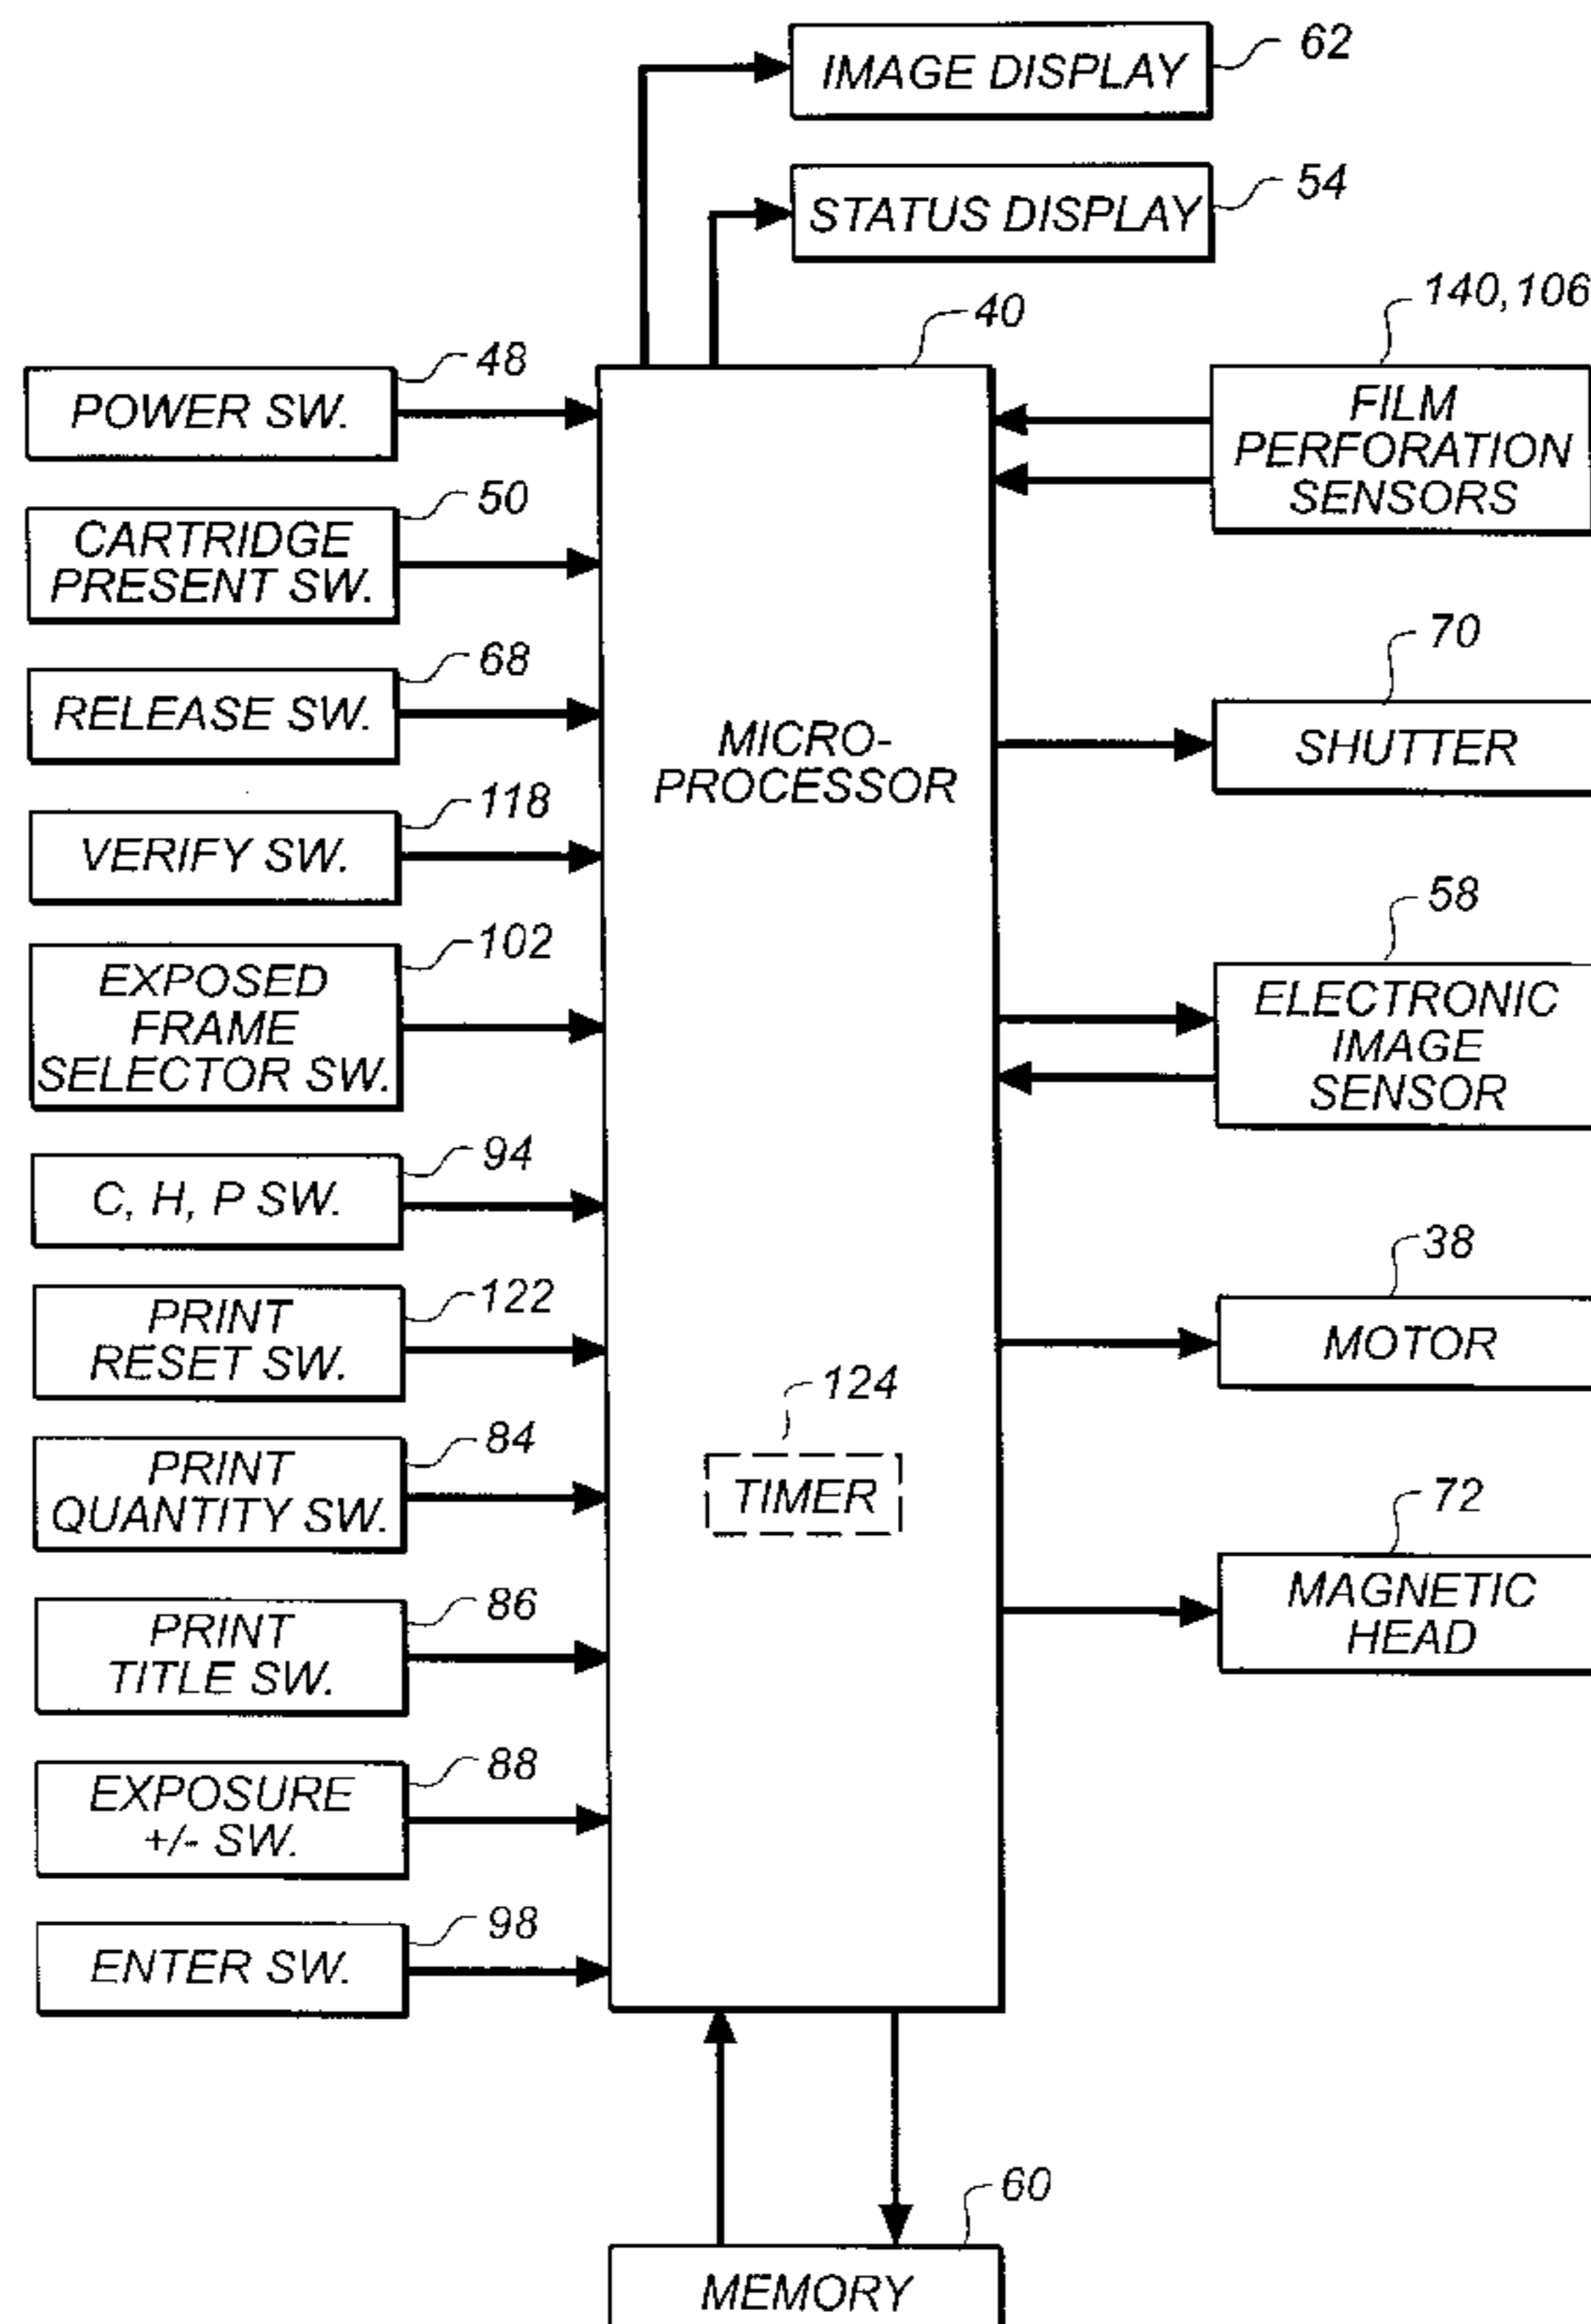 IMAGE DISPLAY
62
STATUS DISPLAY
54
40
140,106
POWER SW.
48
FILM
PERFORATION
SENSORS
CARTRIDGE
PRESENT SW.
50
RELEASE SW.
68
MICRO-
PROCESSOR
70
SHUTTER
VERIFY SW.
118
EXPOSED
FRAME
SELECTOR SW.
102
58
ELECTRONIC
IMAGE
SENSOR
C, H, P SW.
94
PRINT
RESET SW.
122
38
MOTOR
PRINT
QUANTITY SW.
84
124
TIMER
72
MAGNETIC
HEAD
PRINT
TITLE SW.
86
EXPOSURE
+/- SW.
88
ENTER SW.
98
60
MEMORY